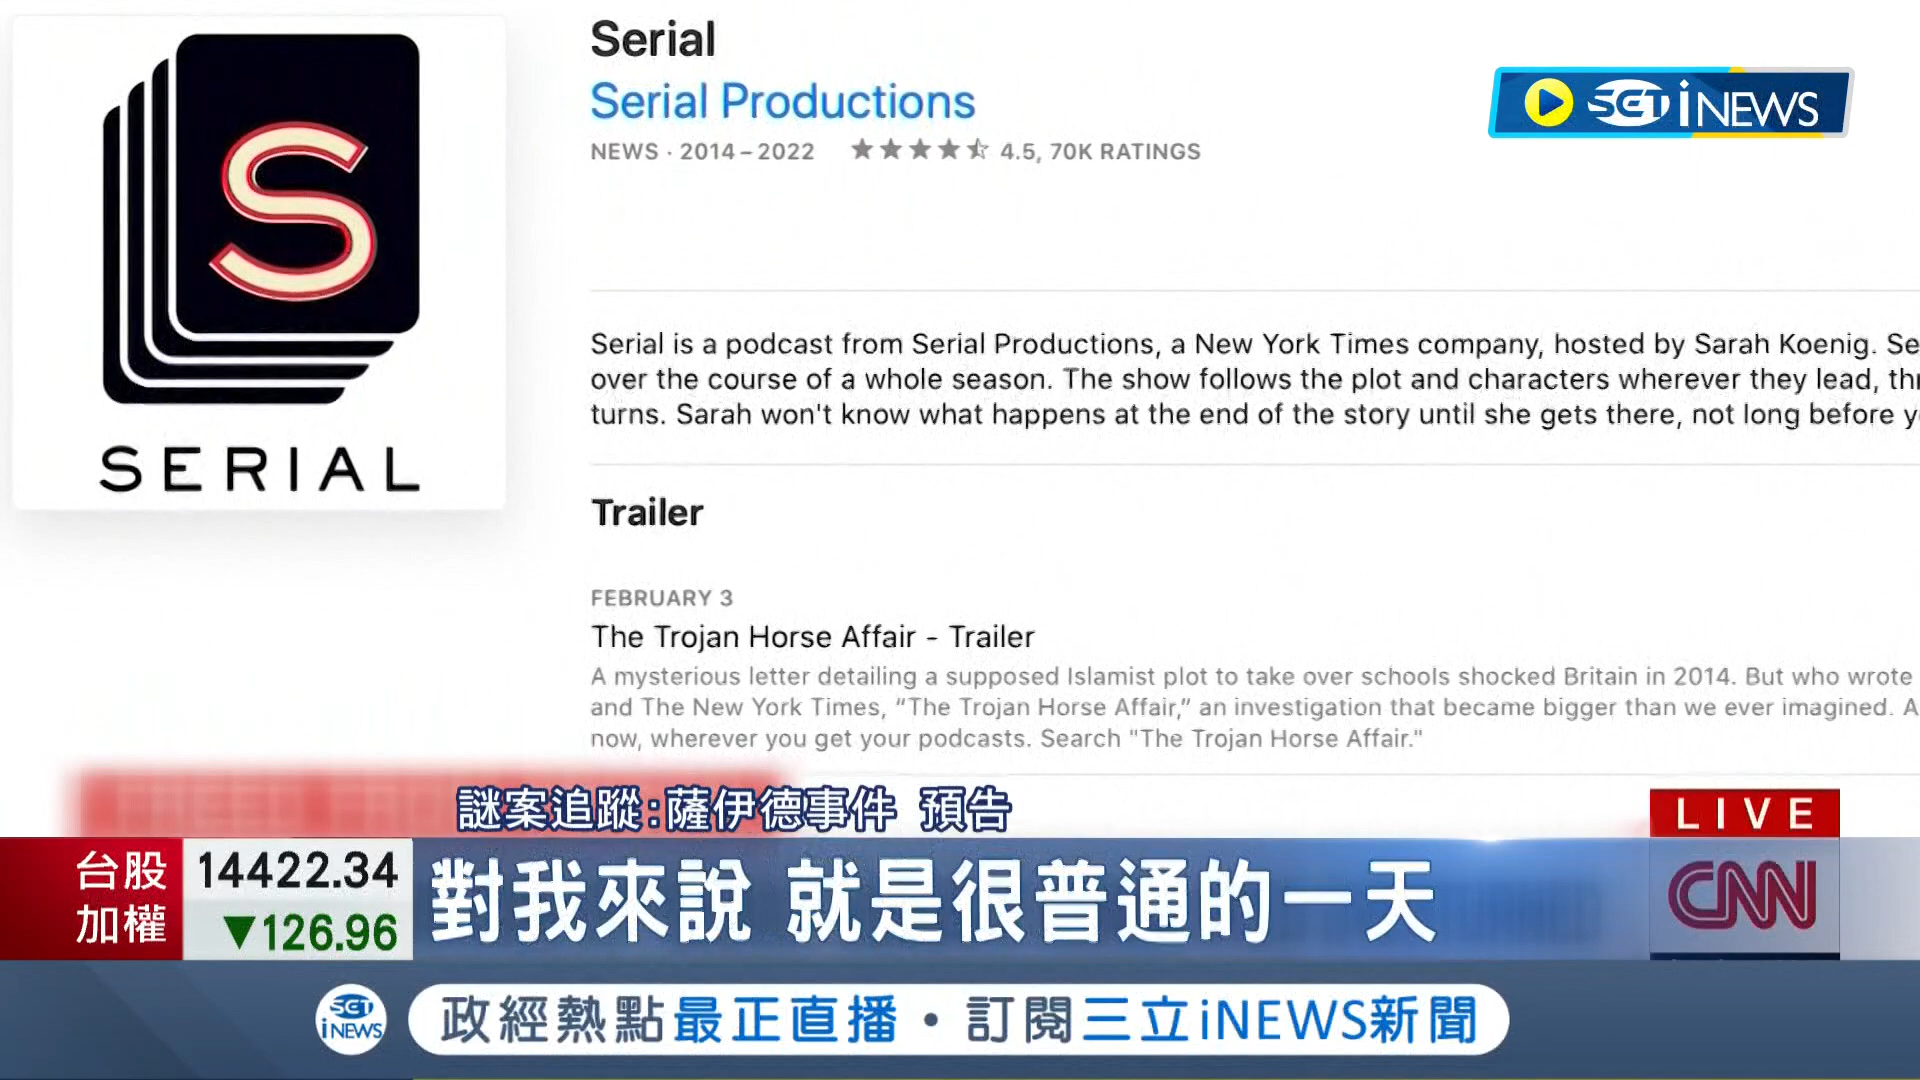 S
SERIAL
Serial
Serial Productions
NEWS · 2014–2022 4.5, 70K RATINGS
SET iNEWS
Serial is a podcast from Serial Productions, a New York Times company, hosted by Sarah Koenig. Se
over the course of a whole season. The show follows the plot and characters wherever they lead, thr
turns. Sarah won't know what happens at the end of the story until she gets there, not long before y
Trailer
FEBRUARY 3
The Trojan Horse Affair - Trailer
A mysterious letter detailing a supposed Islamist plot to take over schools shocked Britain in 2014. But who wrote
and The New York Times, “The Trojan Horse Affair,” an investigation that became bigger than we ever imagined. A
now, wherever you get your podcasts. Search "The Trojan Horse Affair."
謎案追蹤:薩伊德事件 預告
LIVE
CNN
台股
加權
14422.34
▼126.96
對我來說 就是很普通的一天
SET
iNEWS
政經熱點最正直播・訂閱三立iNEWS新聞